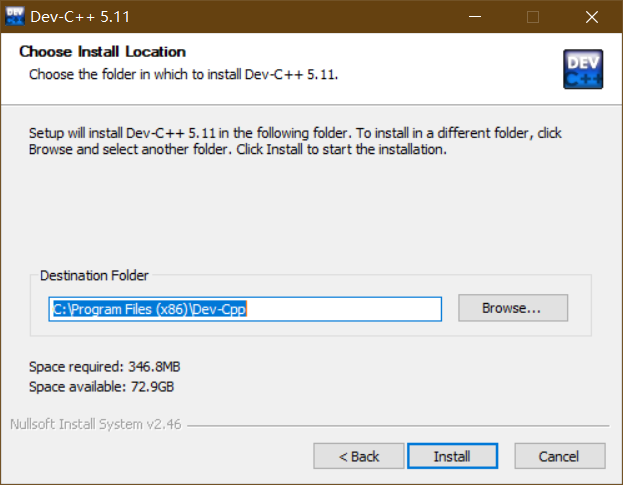 DEV
Dev-C++ 5.11
Choose Install Location
Choose the folder in which to install Dev-C++ 5.11.
DEV
C++
Setup will install Dev-C++ 5.11 in the following folder. To install in a different folder, click
Browse and select another folder. Click Install to start the installation.
Destination Folder
C:\Program Files (x86)\Dev-Cpp
Browse...
Space required: 346.8MB
Space available: 72.9GB
Nullsoft Install System v2.46
< Back
Install
Cancel